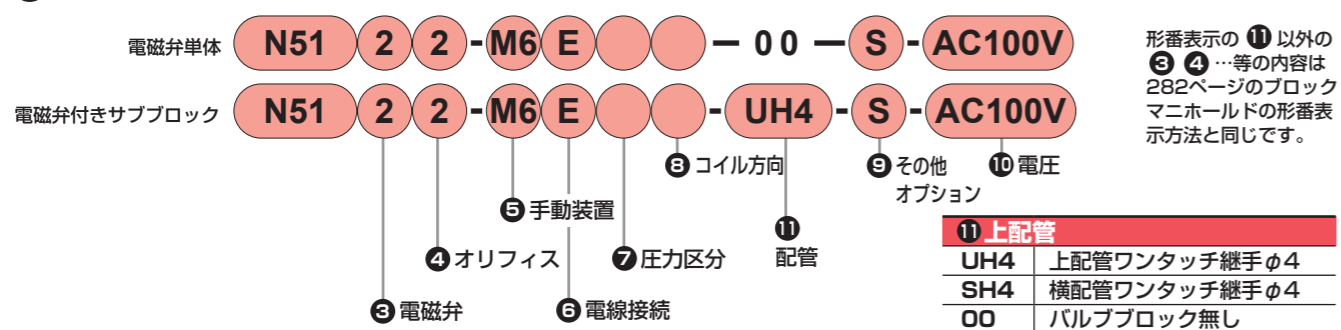 電磁弁単体 N51 2 2 - M6 E － 00 － S - AC100V
電磁弁付きサブブロック N51 2 2 - M6 E - UH4 - S - AC100V
形番表示の ⓫ 以外の
❸ ❹ …等の内容は
282ページのブロック
マニホールドの形番表
示方法と同じです。
❽ コイル方向
❾ その他
オプション
❿ 電圧
❺ 手動装置
⓫
配管
❹ オリフィス
❼ 圧力区分
❸ 電磁弁
❻ 電線接続
⓫ 上配管
UH4 上配管ワンタッチ継手φ4
SH4 横配管ワンタッチ継手φ4
00 バルブブロック無し